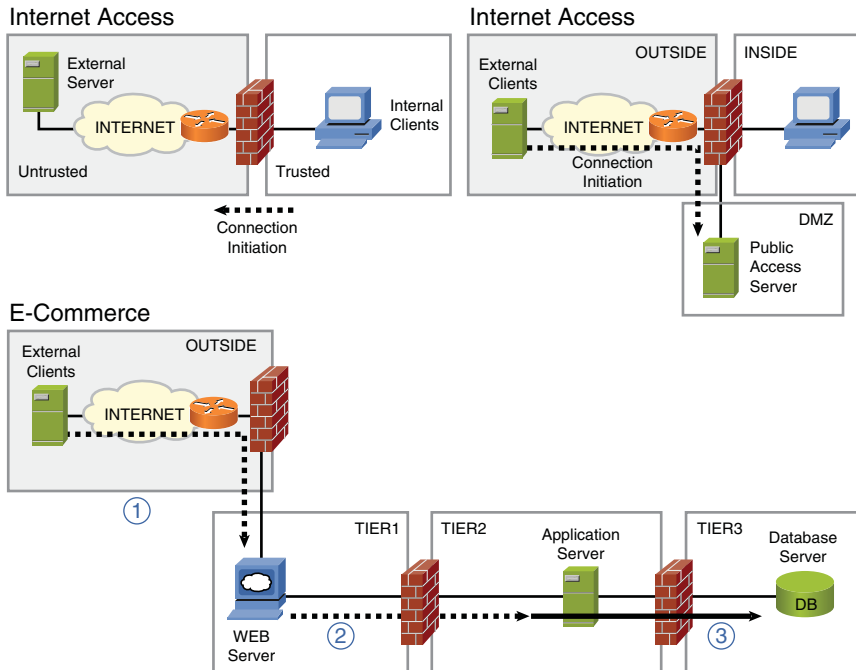 Internet Access
External
Server
INTERNET
Internal
Clients
Untrusted
Trusted
Connection
Initiation
Internet Access
OUTSIDE
INSIDE
External
Clients
INTERNET
Connection
Initiation
DMZ
Public
Access
Server
E-Commerce
OUTSIDE
External
Clients
INTERNET
1
TIER1
TIER2
TIER3
Application
Server
Database
Server
DB
WEB
Server
2
3